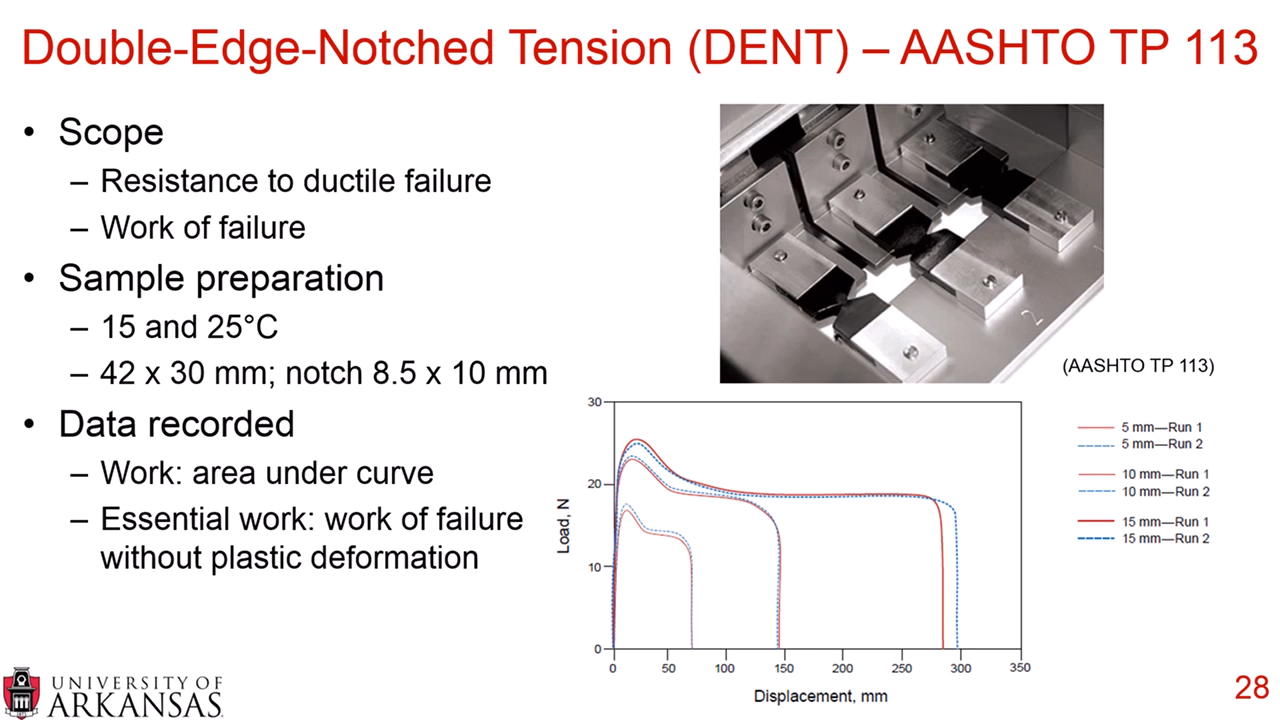 Double-Edge-Notched Tension (DENT) – AASHTO TP 113
• Scope
– Resistance to ductile failure
– Work of failure
• Sample preparation
– 15 and 25°C
– 42 x 30 mm; notch 8.5 x 10 mm
• Data recorded
– Work: area under curve
– Essential work: work of failure
without plastic deformation
2
(AASHTO TP 113)
30
20
10
0
Load, N
0 50 100 150 200 250 300 350
Displacement, mm
5 mm—Run 1
5 mm—Run 2
10 mm—Run 1
10 mm—Run 2
15 mm—Run 1
15 mm—Run 2
UNIVERSITY OF
ARKANSAS
28